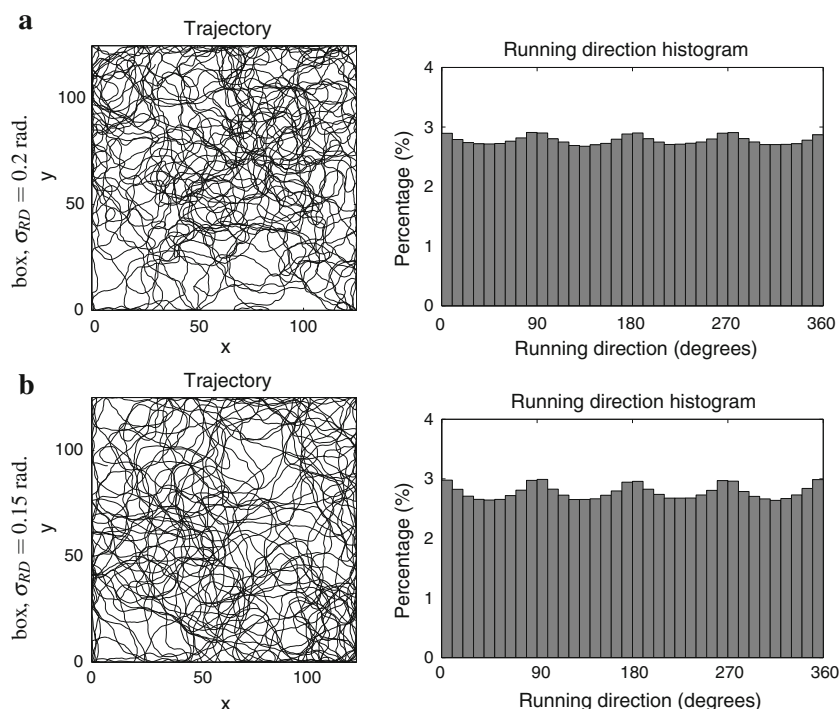 a
Trajectory
box, σRD = 0.2 rad.
y
100
50
0
0 50 100
x
Running direction histogram
Percentage (%)
4
3
2
1
0
0 90 180 270 360
Running direction (degrees)
b
Trajectory
box, σRD = 0.15 rad.
y
100
50
0
0 50 100
x
Running direction histogram
Percentage (%)
4
3
2
1
0
0 90 180 270 360
Running direction (degrees)